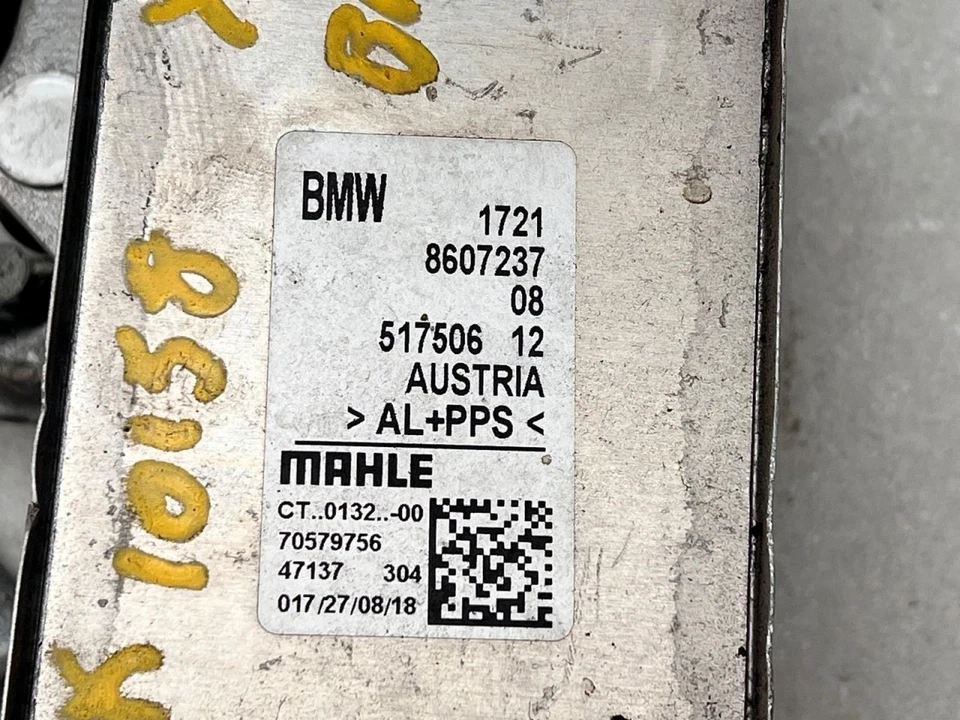 BMW
1721
8607237
08
517506 12
AUSTRIA
> AL+PPS <
MAHLE
CT..0132..-00
70579756
47137 304
017/27/08/18